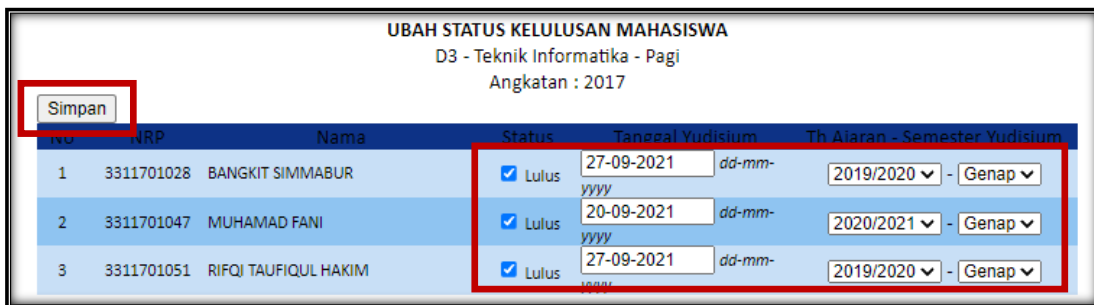 UBAH STATUS KELULUSAN MAHASISWA
D3 - Teknik Informatika - Pagi
Angkatan : 2017
Simpan
No NRP Nama Status Tanggal Yudisium Th Ajaran - Semester Yudisium
1 3311701028 BANGKIT SIMMABUR Lulus 27-09-2021 dd-mm-yyyy 2019/2020 - Genap
2 3311701047 MUHAMAD FANI Lulus 20-09-2021 dd-mm-yyyy 2020/2021 - Genap
3 3311701051 RIFQI TAUFIQUL HAKIM Lulus 27-09-2021 dd-mm-yyyy 2019/2020 - Genap